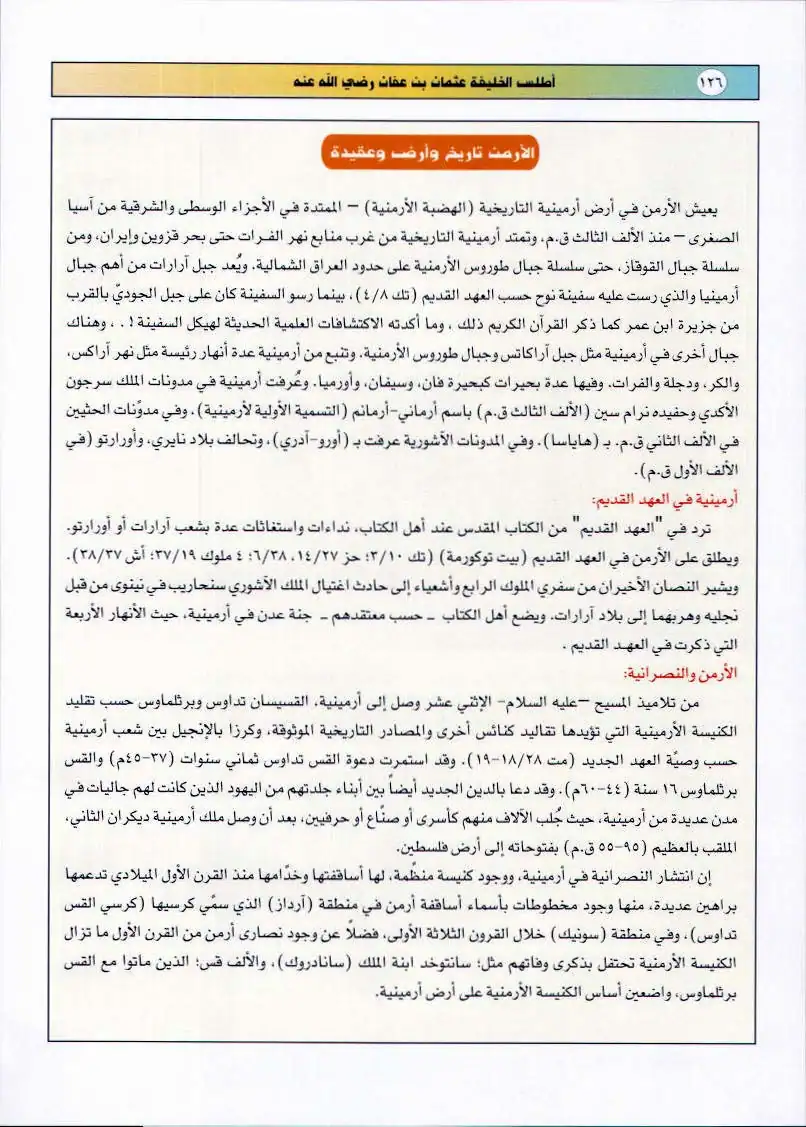 ١٢٦
أطلس الخليفة عثمان بن عفان رضي الله عنه
الأرمن تاريخ وأرض وعقيدة
يعيش الأرمن في أرض أرمينية التاريخية (الهضبة الأرمنية) – الممتدة في الأجزاء الوسطى والشرقية من آسيا
الصغرى – منذ الألف الثالث ق.م، وتمتد أرمينية التاريخية من غرب منابع نهر الفرات حتى بحر قزوين وإيران، ومن
سلسلة جبال القوقاز، حتى سلسلة جبال طوروس الأرمنية على حدود العراق الشمالية. ويُعد جبل آرارات من أهم جبال
أرمينيا والذي رست عليه سفينة نوح حسب العهد القديم (تك ٤/٨)، بينما رسو السفينة كان على جبل الجوديّ بالقرب
من جزيرة ابن عمر كما ذكر القرآن الكريم ذلك ، وما أكدته الاكتشافات العلمية الحديثة لهيكل السفينة ! . ، وهناك
جبال أخرى في أرمينية مثل جبل آراكاتس وجبال طوروس الأرمنية. وتنبع من أرمينية عدة أنهار رئيسة مثل نهر آراكس،
والكر، ودجلة والفرات. وفيها عدة بحيرات كبحيرة فان، وسيفان، وأورميا. وعُرفت أرمينية في مدونات الملك سرجون
الأكدي وحفيده نرام سين (الألف الثالث ق.م) باسم أرماني-أرمانم (التسمية الأولية لأرمينية)، وفي مدوّنات الحثيين
في الألف الثاني ق.م. بـ (هاياسا). وفي المدونات الآشورية عرفت بـ (أورو-آدري)، وتحالف بلاد نايري، وأورارتو (في
الألف الأول ق.م).
أرمينية في العهد القديم:
ترد في "العهد القديم" من الكتاب المقدس عند أهل الكتاب، نداءات واستغاثات عدة بشعب آرارات أو أورارتو.
ويطلق على الأرمن في العهد القديم (بيت توكورمة) (تك ٣/١٠؛ حز ١٤/٢٧، ٦/٣٨؛ ٤ ملوك ٣٧/١٩؛ أش ٣٨/٣٧).
ويشير النصان الأخيران من سفري الملوك الرابع وأشعياء إلى حادث اغتيال الملك الآشوري سنحاريب في نينوى من قبل
نجليه وهربهما إلى بلاد آرارات. ويضع أهل الكتاب - حسب معتقدهم - جنة عدن في أرمينية، حيث الأنهار الأربعة
التي ذكرت في العهد القديم .
الأرمن والنصرانية:
من تلاميذ المسيح –عليه السلام– الإثني عشر وصل إلى أرمينية، القسيسان تداوس وبرثلماوس حسب تقليد
الكنيسة الأرمينية التي تؤيدها تقاليد كنائس أخرى والمصادر التاريخية الموثوقة، وكرزا بالإنجيل بين شعب أرمينية
حسب وصيّة العهد الجديد (مت ١٨/٢٨-١٩). وقد استمرت دعوة القس تداوس ثماني سنوات (٣٧-٤٥م) والقس
برثلماوس ١٦ سنة (٤٤-٦٠م). وقد دعا بالدين الجديد أيضاً بين أبناء جلدتهم من اليهود الذين كانت لهم جاليات في
مدن عديدة من أرمينية، حيث جُلب الآلاف منهم كأسرى أو صنّاع أو حرفيين، بعد أن وصل ملك أرمينية ديكران الثاني،
الملقب بالعظيم (٩٥-٥٥ ق.م) بفتوحاته إلى أرض فلسطين.
إن انتشار النصرانية في أرمينية، ووجود كنيسة منظّمة، لها أساقفتها وخدّامها منذ القرن الأول الميلادي تدعمها
براهين عديدة، منها وجود مخطوطات بأسماء أساقفة أرمن في منطقة (آرداز) الذي سمّي كرسيها (كرسي القس
تداوس)، وفي منطقة (سونيك) خلال القرون الثلاثة الأولى، فضلاً عن وجود نصارى أرمن من القرن الأول ما تزال
الكنيسة الأرمنية تحتفل بذكرى وفاتهم مثل؛ سانتوخد ابنة الملك (سانادروك)، والألف قس؛ الذين ماتوا مع القس
برثلماوس، واضعين أساس الكنيسة الأرمنية على أرض أرمينية.